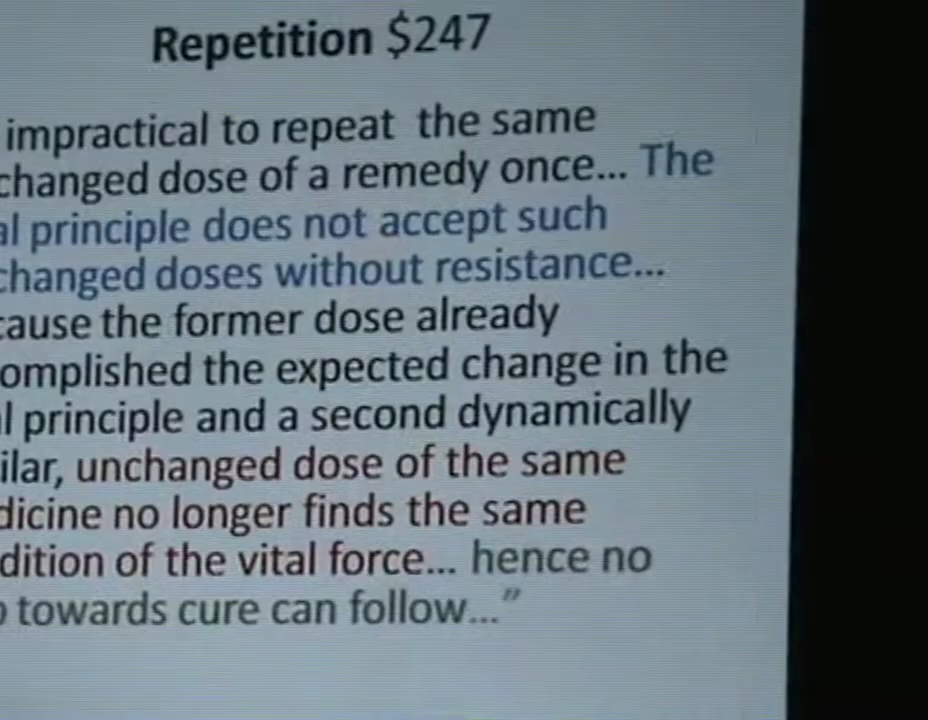 Repetition $247
impractical to repeat the same
changed dose of a remedy once... The
al principle does not accept such
changed doses without resistance...
cause the former dose already
omplished the expected change in the
l principle and a second dynamically
ilar, unchanged dose of the same
dicine no longer finds the same
dition of the vital force... hence no
towards cure can follow..."